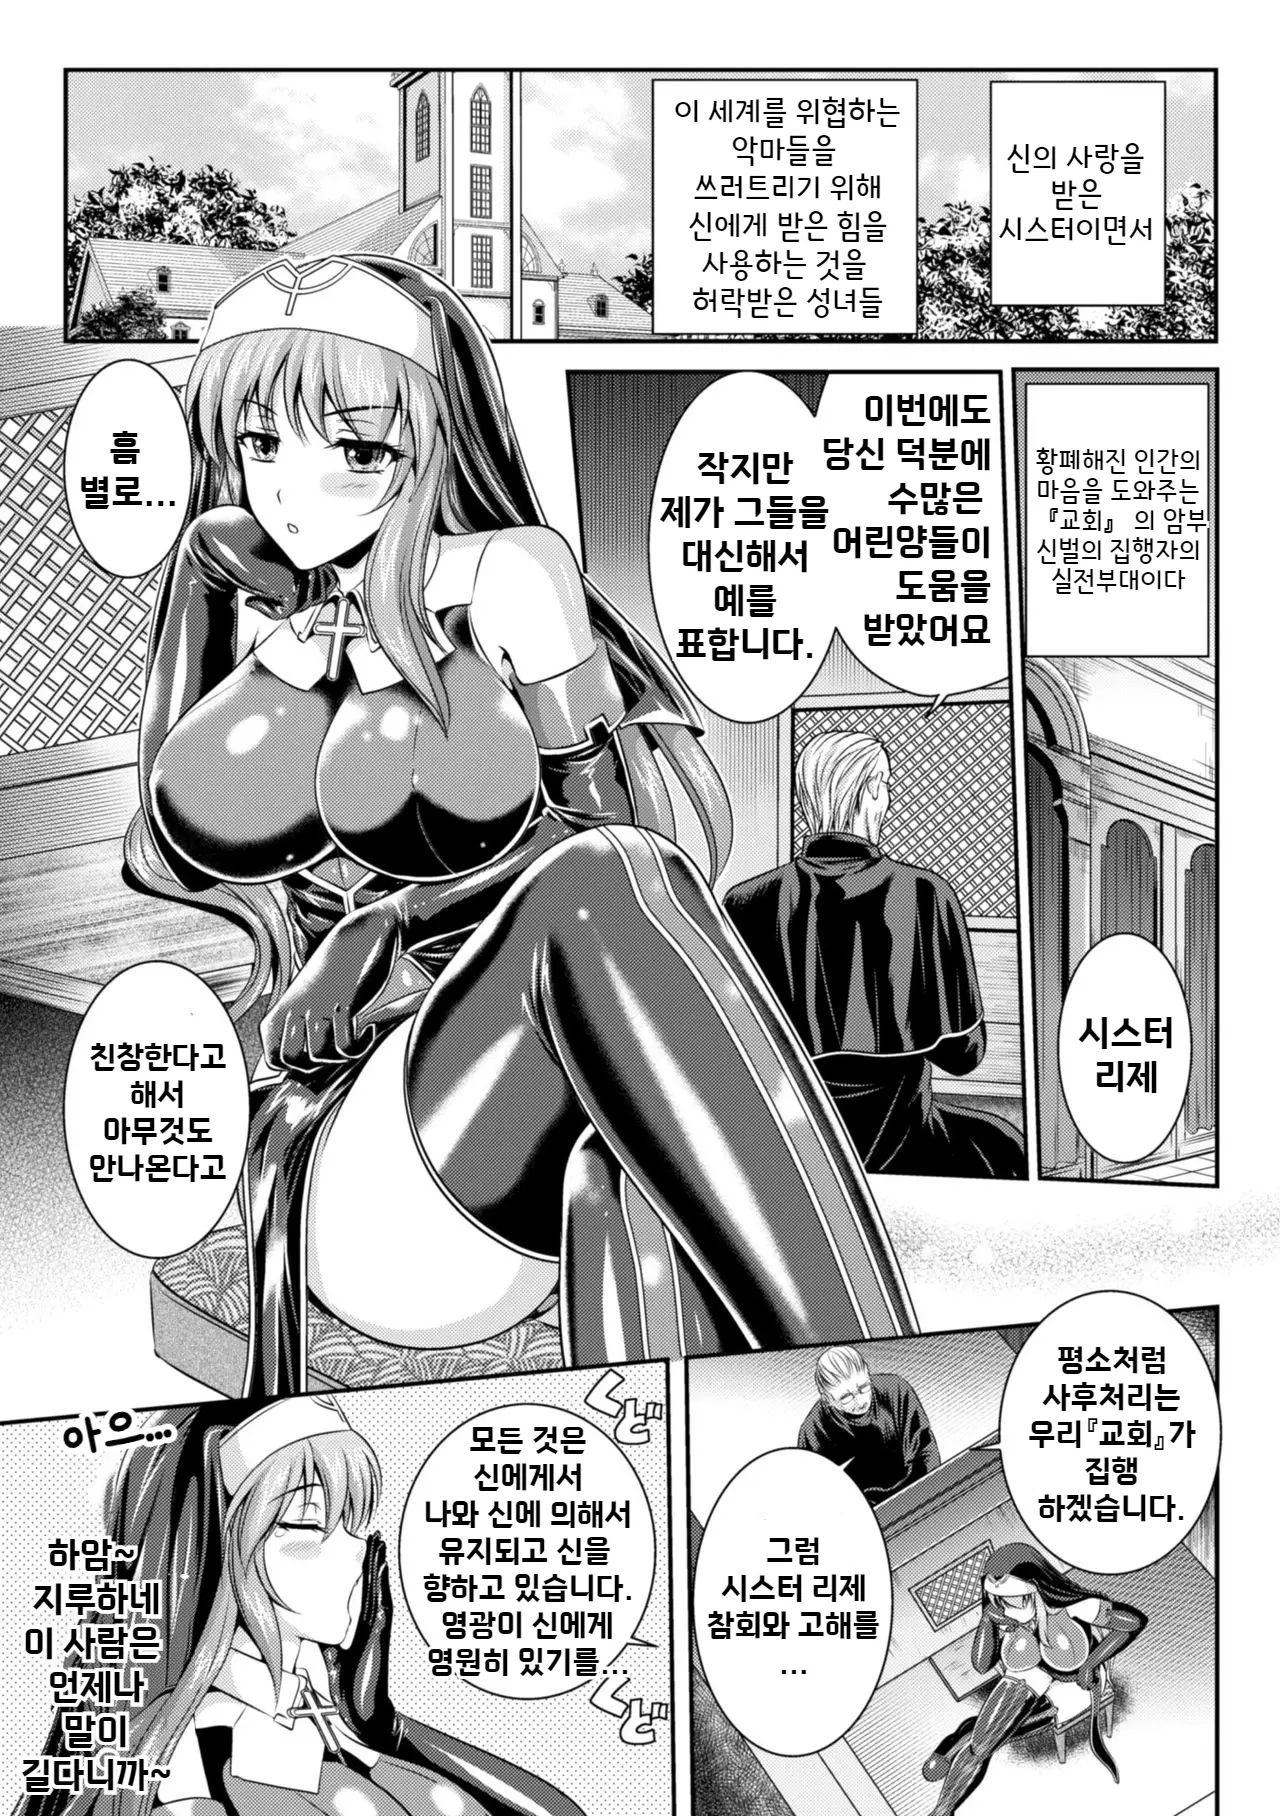 신의 사랑을
받은
시스터이면서
이 세계를 위협하는
악마들을
쓰러트리기 위해
신에게 받은 힘을
사용하는 것을
허락받은 성녀들
황폐해진 인간의
마음을 도와주는
『교회』 의 암부
신벌의 집행자의
실전부대이다
시스터
리제
이번에도
당신 덕분에
수많은
어린양들이
도움을
받았어요
작지만
제가 그들을
대신해서
예를
표합니다.
흠
별로...
친창한다고
해서
아무것도
안나온다고
평소처럼
사후처리는
우리『교회』가
집행
하겠습니다.
그럼
시스터 리제
참회와 고해를
...
모든 것은
신에게서
나와 신에 의해서
유지되고 신을
향하고 있습니다.
영광이 신에게
영원히 있기를...
くど
くど
아으...
하암~
지루하네
이 사람은
언제나
말이
길다니까~